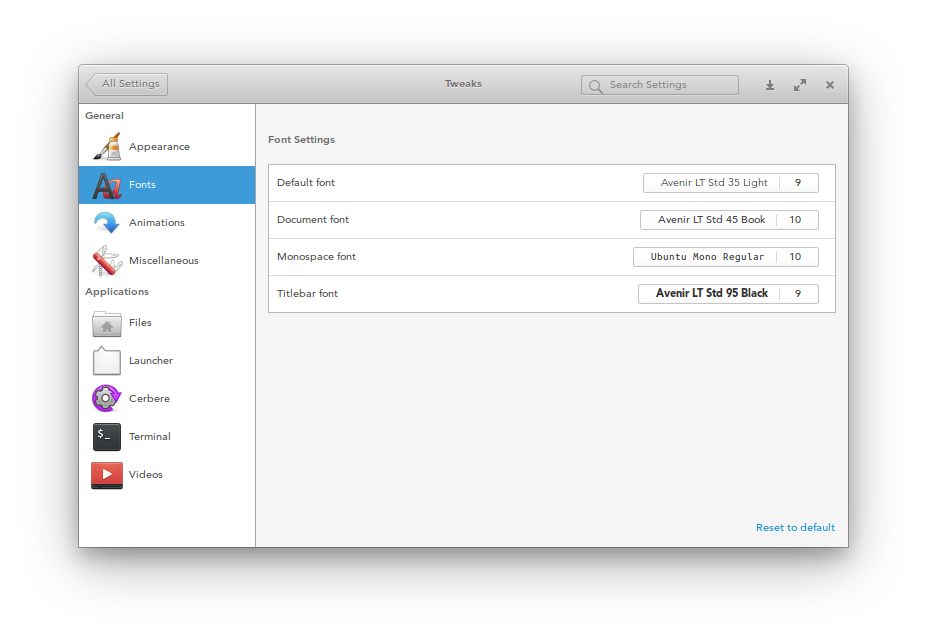 All Settings
Tweaks
Search Settings
General
Appearance
Fonts
Animations
Miscellaneous
Applications
Files
Launcher
Cerbere
$_
Terminal
Videos
Font Settings
Default font Avenir LT Std 35 Light 9
Document font Avenir LT Std 45 Book 10
Monospace font Ubuntu Mono Regular 10
Titlebar font Avenir LT Std 95 Black 9
Reset to default